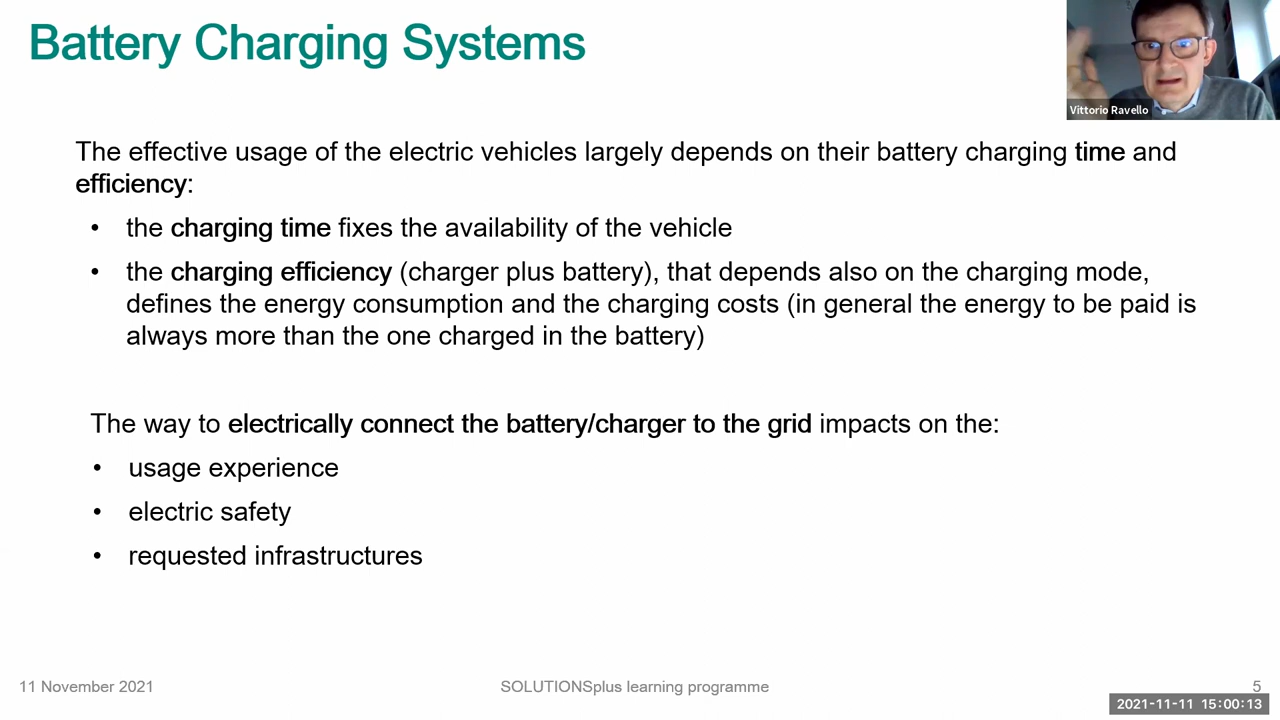 Battery Charging Systems
Vittorio Ravello
The effective usage of the electric vehicles largely depends on their battery charging time and
efficiency:
• the charging time fixes the availability of the vehicle
• the charging efficiency (charger plus battery), that depends also on the charging mode,
defines the energy consumption and the charging costs (in general the energy to be paid is
always more than the one charged in the battery)
The way to electrically connect the battery/charger to the grid impacts on the:
• usage experience
• electric safety
• requested infrastructures
11 November 2021
SOLUTIONSplus learning programme
5
2021-11-11 15:00:13